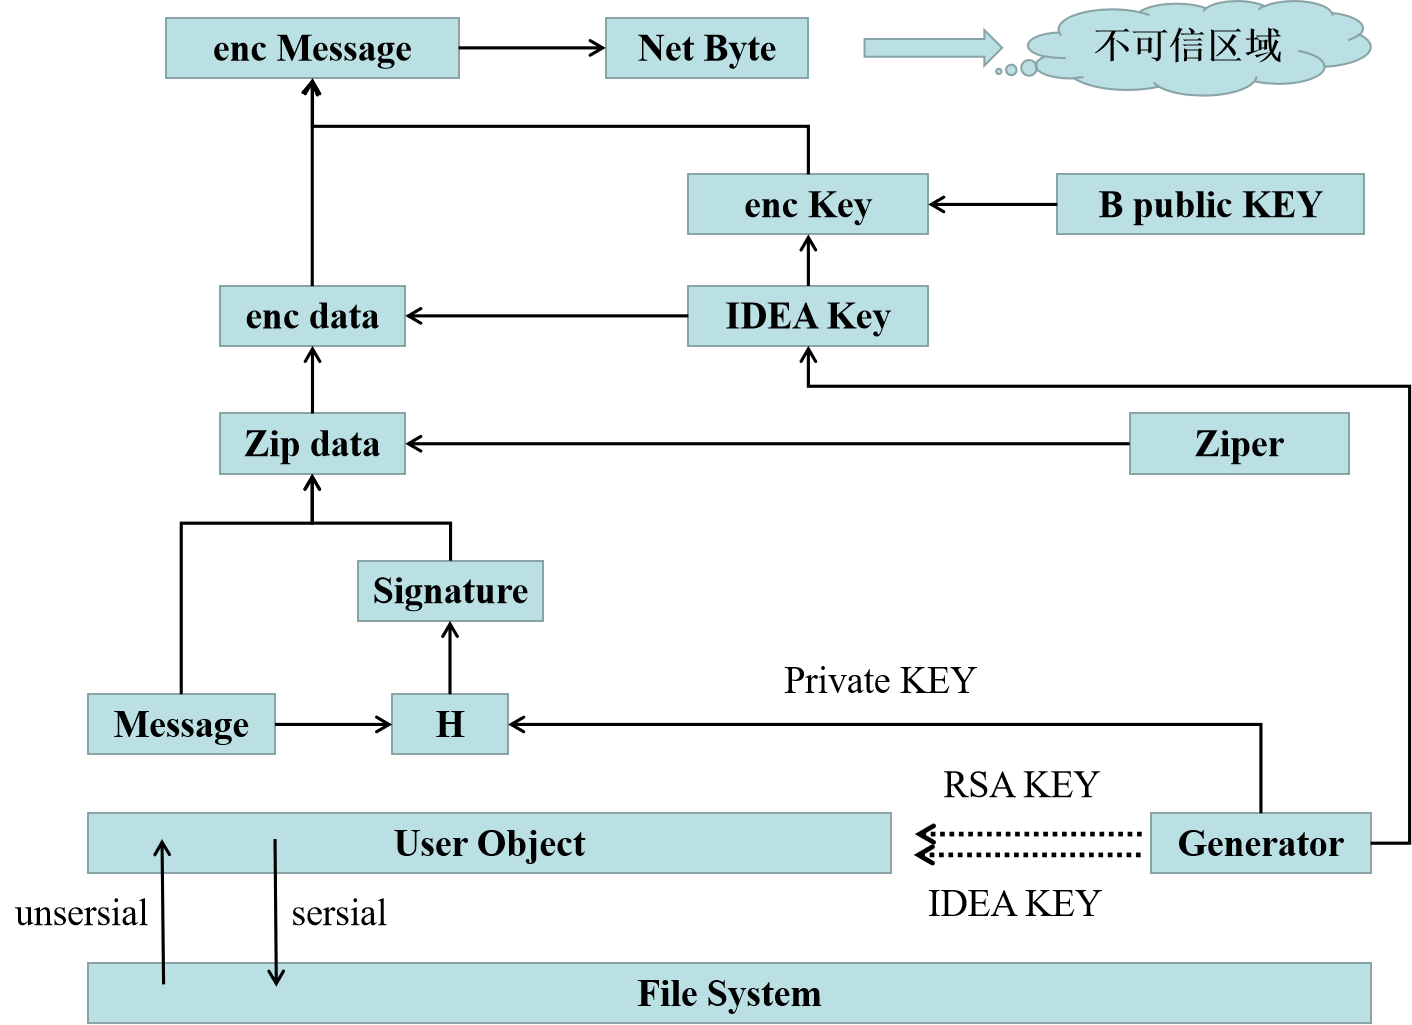 enc Message
Net Byte
不可信区域
enc Key
B public KEY
enc data
IDEA Key
Zip data
Ziper
Signature
Private KEY
Message
H
RSA KEY
User Object
Generator
IDEA KEY
unsersial
sersial
File System